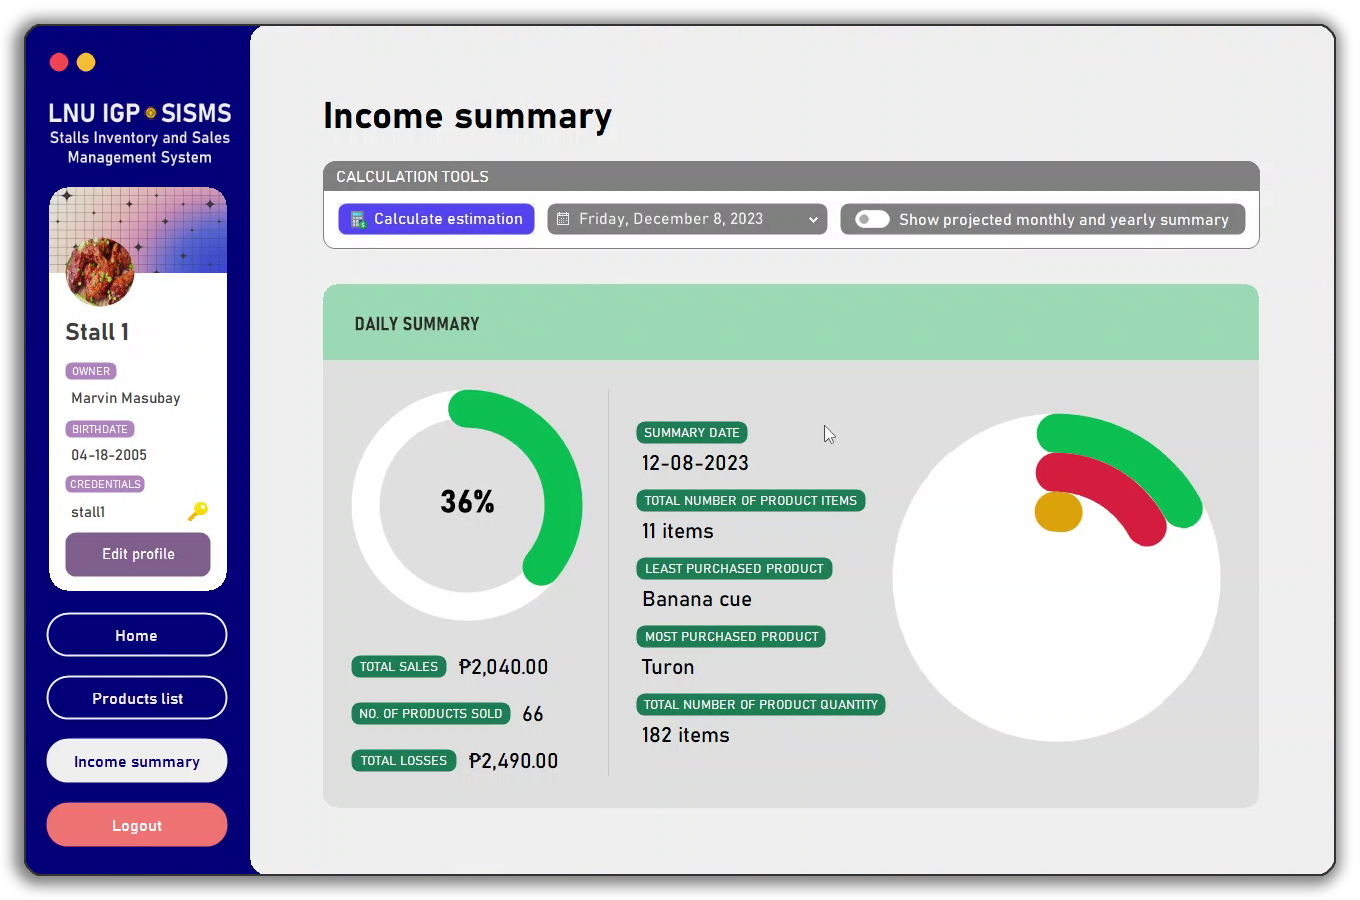 LNU IGP SISMS
Stalls Inventory and Sales
Management System
Stall 1
OWNER
Marvin Masubay
BIRTHDATE
04-18-2005
CREDENTIALS
stall1
Edit profile
Home
Products list
Income summary
Logout
Income summary
CALCULATION TOOLS
Calculate estimation
Friday, December 8, 2023
Show projected monthly and yearly summary
DAILY SUMMARY
36%
TOTAL SALES ₱2,040.00
NO. OF PRODUCTS SOLD 66
TOTAL LOSSES ₱2,490.00
SUMMARY DATE
12-08-2023
TOTAL NUMBER OF PRODUCT ITEMS
11 items
LEAST PURCHASED PRODUCT
Banana cue
MOST PURCHASED PRODUCT
Turon
TOTAL NUMBER OF PRODUCT QUANTITY
182 items